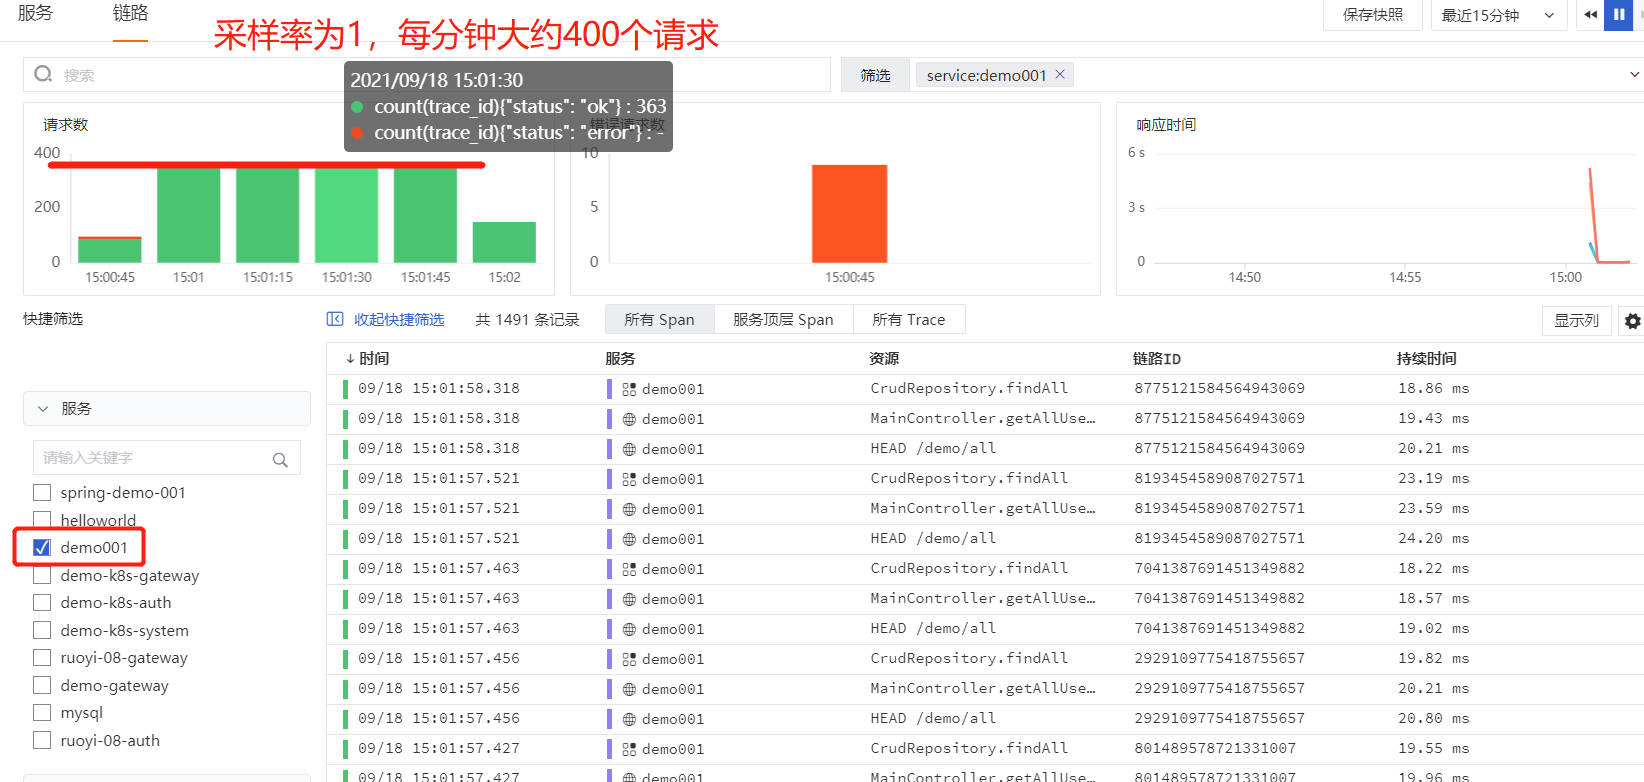 服务 链路 保存快照 最近15分钟
采样率为1，每分钟大约400个请求
搜索 筛选 service:demo001
2021/09/18 15:01:30
count(trace_id){"status": "ok"} : 363
count(trace_id){"status": "error"} : -
请求数 错误请求数 响应时间
400 10 6 s
200 5 3 s
0 0 0
15:00:45 15:01 15:01:15 15:01:30 15:01:45 15:02 15:00:45 14:50 14:55 15:00
快捷筛选 收起快捷筛选 共 1491 条记录 所有 Span 服务顶层 Span 所有 Trace 显示列
时间 服务 资源 链路ID 持续时间
09/18 15:01:58.318 demo001 CrudRepository.findAll 8775121584564943069 18.86 ms
09/18 15:01:58.318 demo001 MainController.getAllUse… 8775121584564943069 19.43 ms
09/18 15:01:58.318 demo001 HEAD /demo/all 8775121584564943069 20.21 ms
09/18 15:01:57.521 demo001 CrudRepository.findAll 8193454589087027571 23.19 ms
09/18 15:01:57.521 demo001 MainController.getAllUse… 8193454589087027571 23.59 ms
09/18 15:01:57.521 demo001 HEAD /demo/all 8193454589087027571 24.20 ms
09/18 15:01:57.463 demo001 CrudRepository.findAll 7041387691451349882 18.22 ms
09/18 15:01:57.463 demo001 MainController.getAllUse… 7041387691451349882 18.57 ms
09/18 15:01:57.463 demo001 HEAD /demo/all 7041387691451349882 19.02 ms
09/18 15:01:57.456 demo001 CrudRepository.findAll 2929109775418755657 19.82 ms
09/18 15:01:57.456 demo001 MainController.getAllUse… 2929109775418755657 20.21 ms
09/18 15:01:57.456 demo001 HEAD /demo/all 2929109775418755657 20.80 ms
09/18 15:01:57.427 demo001 CrudRepository.findAll 801489578721331007 19.55 ms
09/18 15:01:57.427 demo001 MainController.getAllUse… 801489578721331007 19.96 ms
服务
请输入关键字
spring-demo-001
helloworld
demo001
demo-k8s-gateway
demo-k8s-auth
demo-k8s-system
ruoyi-08-gateway
demo-gateway
mysql
ruoyi-08-auth